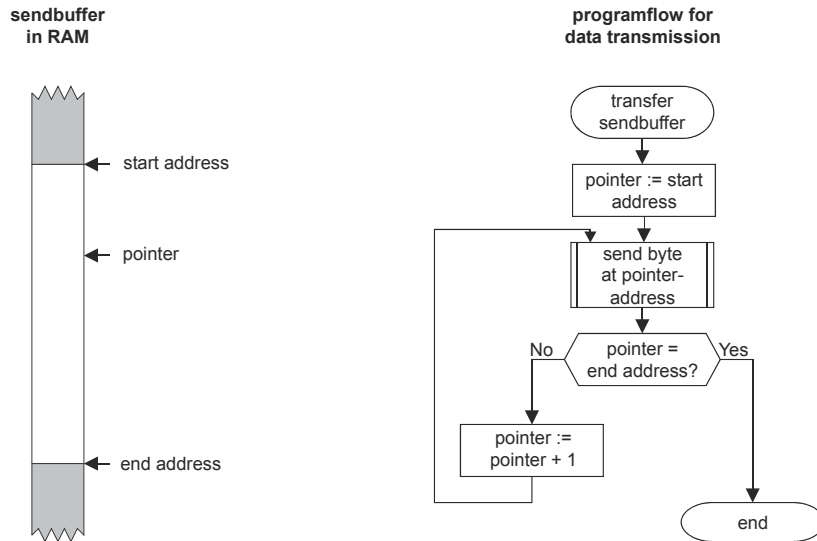 sendbuffer
in RAM
start address
pointer
end address
programflow for
data transmission
transfer
sendbuffer
pointer := start
address
send byte
at pointer-
address
pointer =
end address?
No
Yes
pointer :=
pointer + 1
end